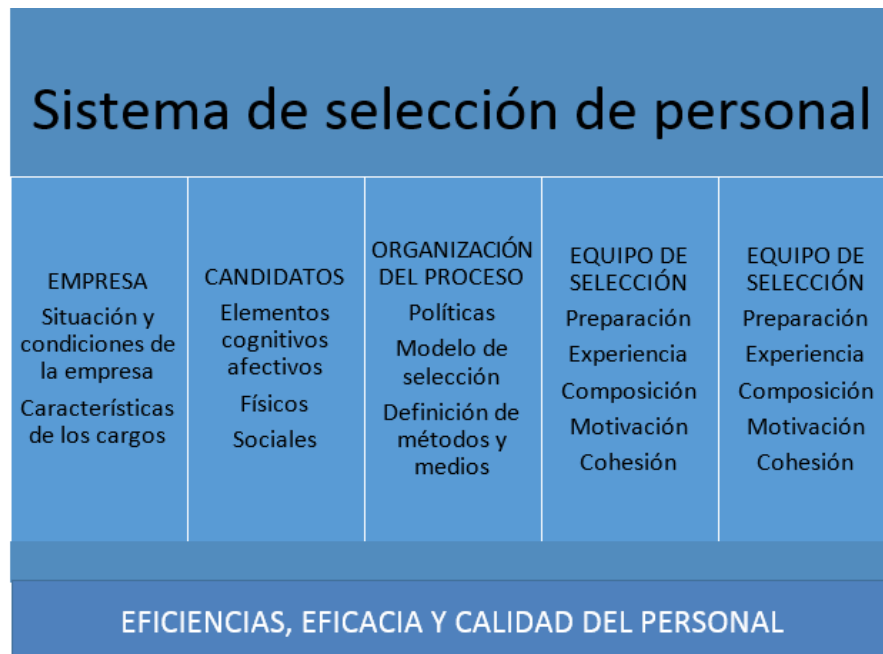 Sistema de selección de personal
EMPRESA
Situación y
condiciones de
la empresa
Características
de los cargos
CANDIDATOS
Elementos
cognitivos
afectivos
Físicos
Sociales
ORGANIZACIÓN
DEL PROCESO
Políticas
Modelo de
selección
Definición de
métodos y
medios
EQUIPO DE
SELECCIÓN
Preparación
Experiencia
Composición
Motivación
Cohesión
EQUIPO DE
SELECCIÓN
Preparación
Experiencia
Composición
Motivación
Cohesión
EFICIENCIAS, EFICACIA Y CALIDAD DEL PERSONAL